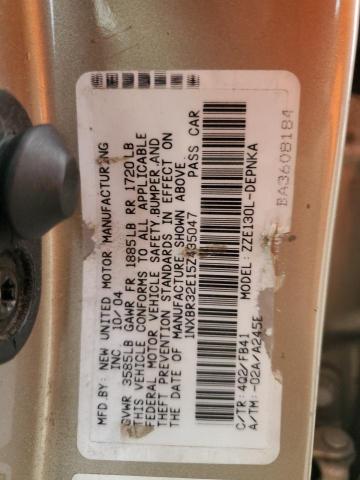 MFD BY: NEW UNITED MOTOR MANUFACTURING
INC 10/04
GVWR 3585LB GAWR FR 1885LB RR 1720LB
THIS VEHICLE CONFORMS TO ALL APPLICABLE
FEDERAL MOTOR VEHICLE SAFETY,BUMPER,AND
THEFT PREVENTION STANDARDS IN EFFECT ON
THE DATE OF MANUFACTURE SHOWN ABOVE.
1NXBR32E15Z435047 PASS CAR
MODEL: ZZE130L-DEPNKA
C/TR: 4Q2/FB41
A/TM: -02A/A245E
BA3608184